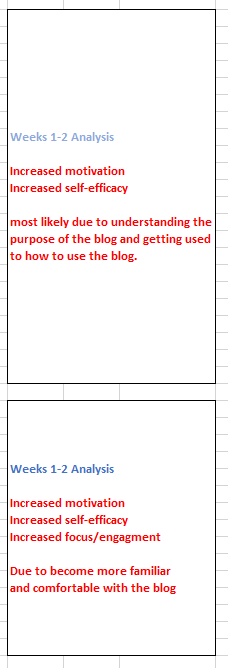 Weeks 1-2 Analysis
Increased motivation
Increased self-efficacy
most likely due to understanding the
purpose of the blog and getting used
to how to use the blog.
Weeks 1-2 Analysis
Increased motivation
Increased self-efficacy
Increased focus/engagment
Due to become more familiar
and comfortable with the blog